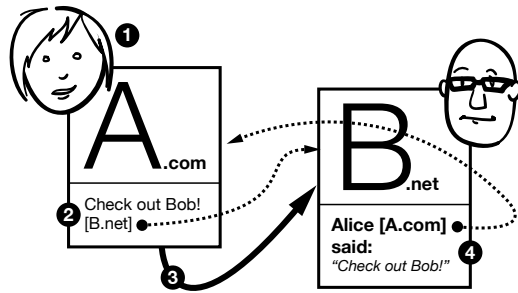 1
A.com
2
Check out Bob!
[B.net]
3
B.net
Alice [A.com]
said:
“Check out Bob!”
4